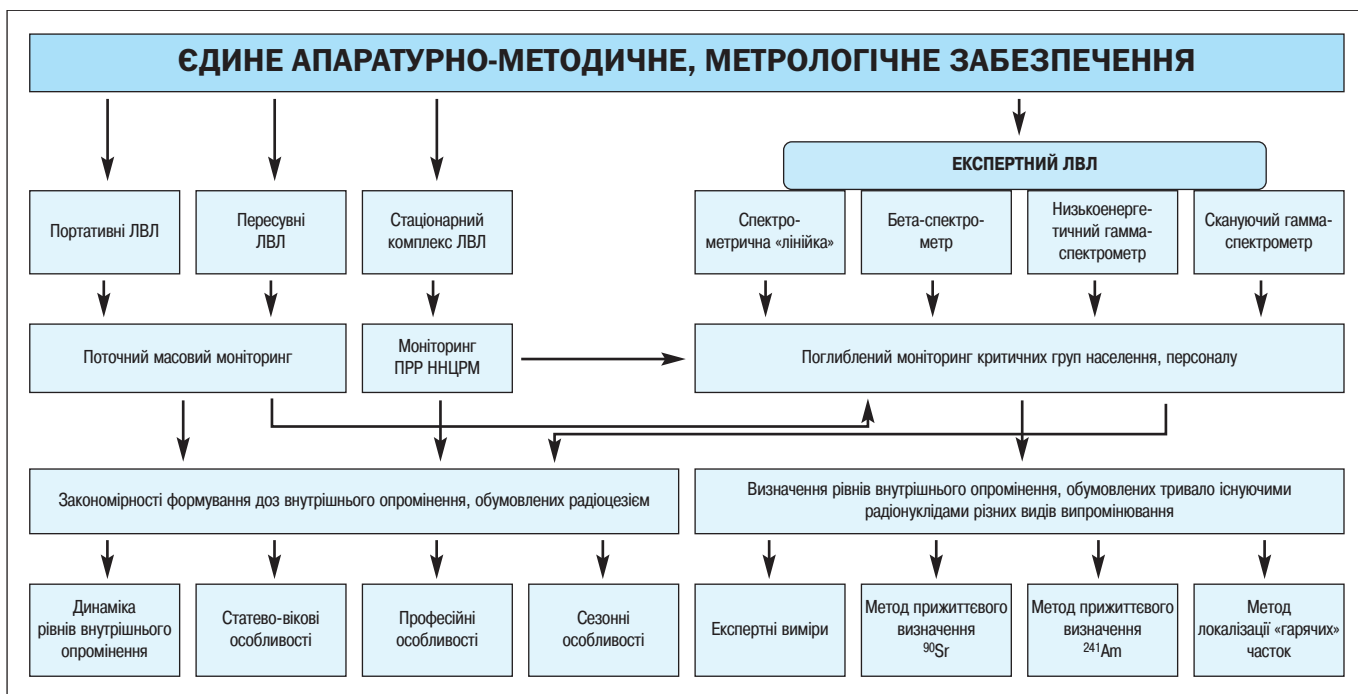 ЄДИНЕ АПАРАТУРНО-МЕТОДИЧНЕ, МЕТРОЛОГІЧНЕ ЗАБЕЗПЕЧЕННЯ
ЕКСПЕРТНИЙ ЛВЛ
Портативні ЛВЛ
Пересувні
ЛВЛ
Стаціонарний
комплекс ЛВЛ
Спектро-
метрична «лінійка»
Бета-спектро-
метр
Низькоенерге-
тичний гамма-
спектрометр
Скануючий гамма-
спектрометр
Поточний масовий моніторинг
Моніторинг
ПРР ННЦРМ
Поглиблений моніторинг критичних груп населення, персоналу
Закономірності формування доз внутрішнього опромінення, обумовлених радіоцезієм
Визначення рівнів внутрішнього опромінення, обумовлених тривало існуючими
радіонуклідами різних видів випромінювання
Динаміка
рівнів внутрішнього
опромінення
Статево-вікові
особливості
Професійні
особливості
Сезонні
особливості
Експертні виміри
Метод прижиттєвого
визначення
⁹⁰Sr
Метод прижиттєвого
визначення
²⁴¹Am
Метод
локалізації «гарячих»
часток